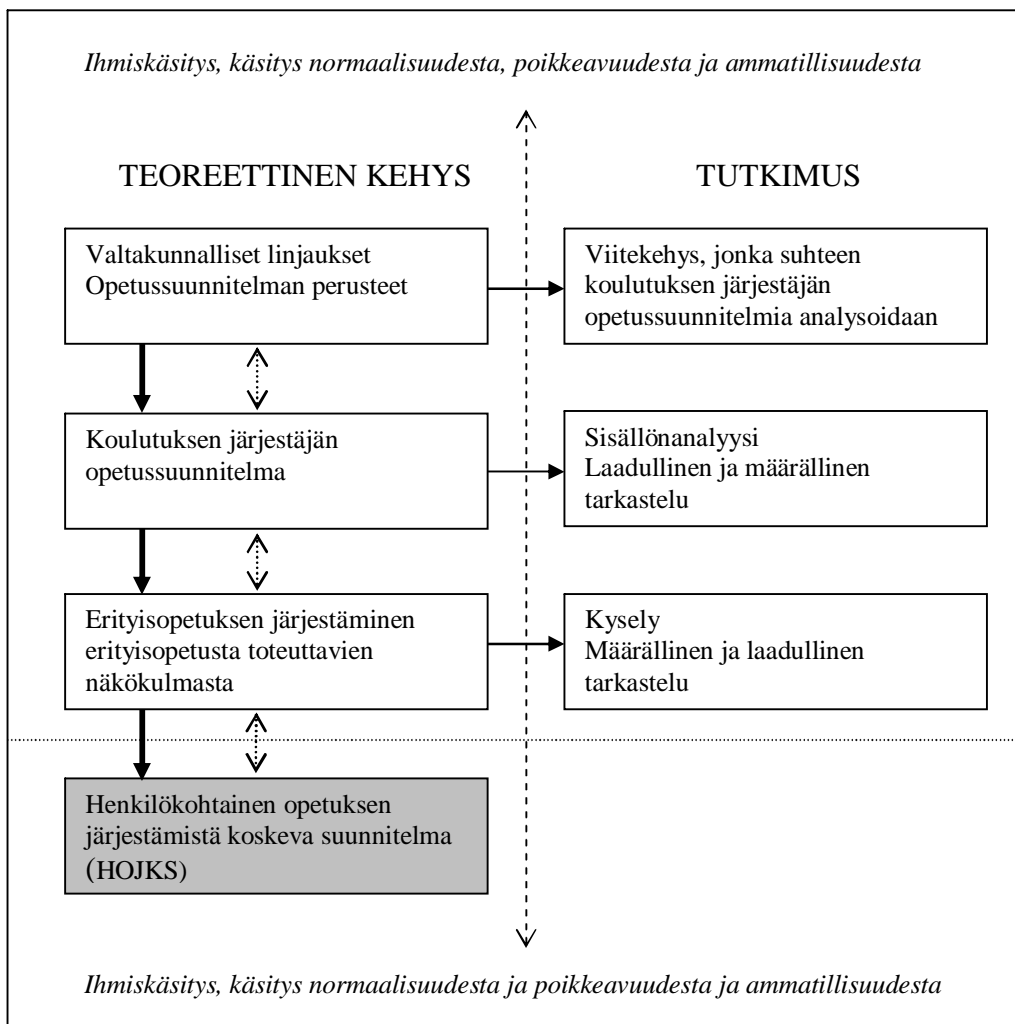 Ihmiskäsitys, käsitys normaalisuudesta, poikkeavuudesta ja ammatillisuudesta
TEOREETTINEN KEHYS
TUTKIMUS
Valtakunnalliset linjaukset
Opetussuunnitelman perusteet
Viitekehys, jonka suhteen
koulutuksen järjestäjän
opetussuunnitelmia analysoidaan
Koulutuksen järjestäjän
opetussuunnitelma
Sisällönanalyysi
Laadullinen ja määrällinen
tarkastelu
Erityisopetuksen järjestäminen
erityisopetusta toteuttavien
näkökulmasta
Kysely
Määrällinen ja laadullinen
tarkastelu
Henkilökohtainen opetuksen
järjestämistä koskeva suunnitelma
(HOJKS)
Ihmiskäsitys, käsitys normaalisuudesta ja poikkeavuudesta ja ammatillisuudesta